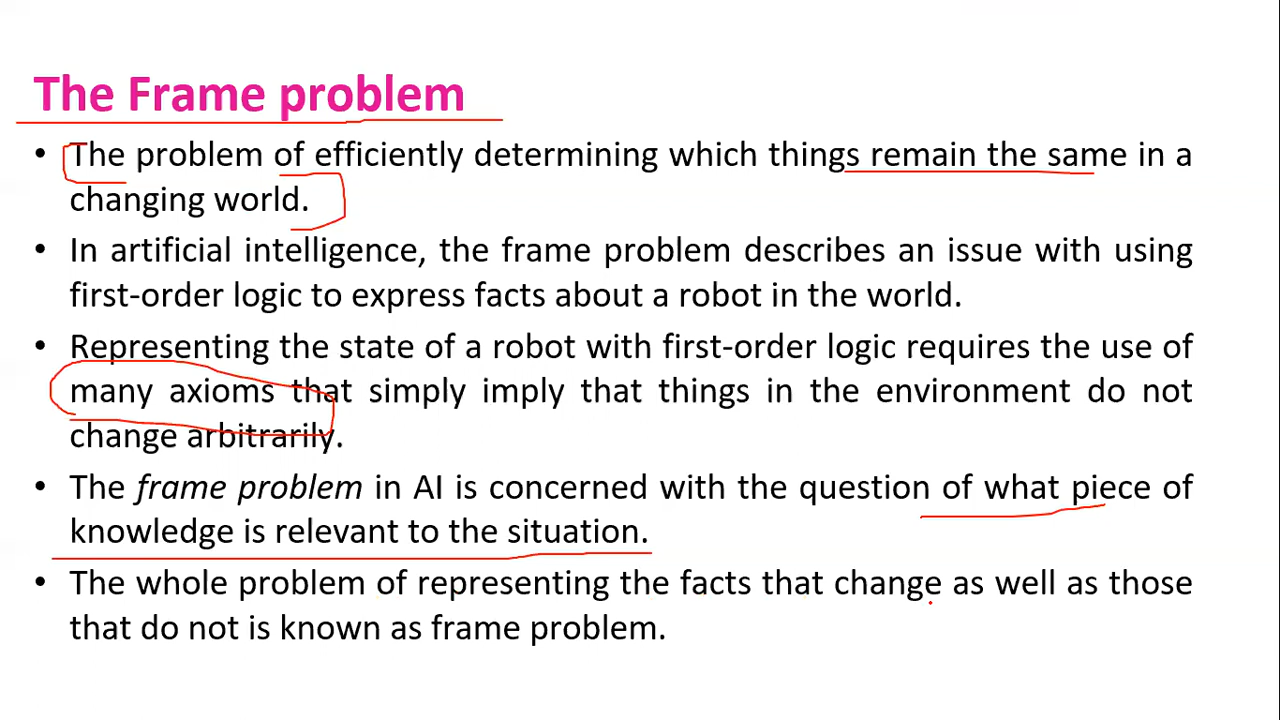 The Frame problem
• The problem of efficiently determining which things remain the same in a
changing world.
• In artificial intelligence, the frame problem describes an issue with using
first-order logic to express facts about a robot in the world.
• Representing the state of a robot with first-order logic requires the use of
many axioms that simply imply that things in the environment do not
change arbitrarily.
• The frame problem in AI is concerned with the question of what piece of
knowledge is relevant to the situation.
• The whole problem of representing the facts that change as well as those
that do not is known as frame problem.